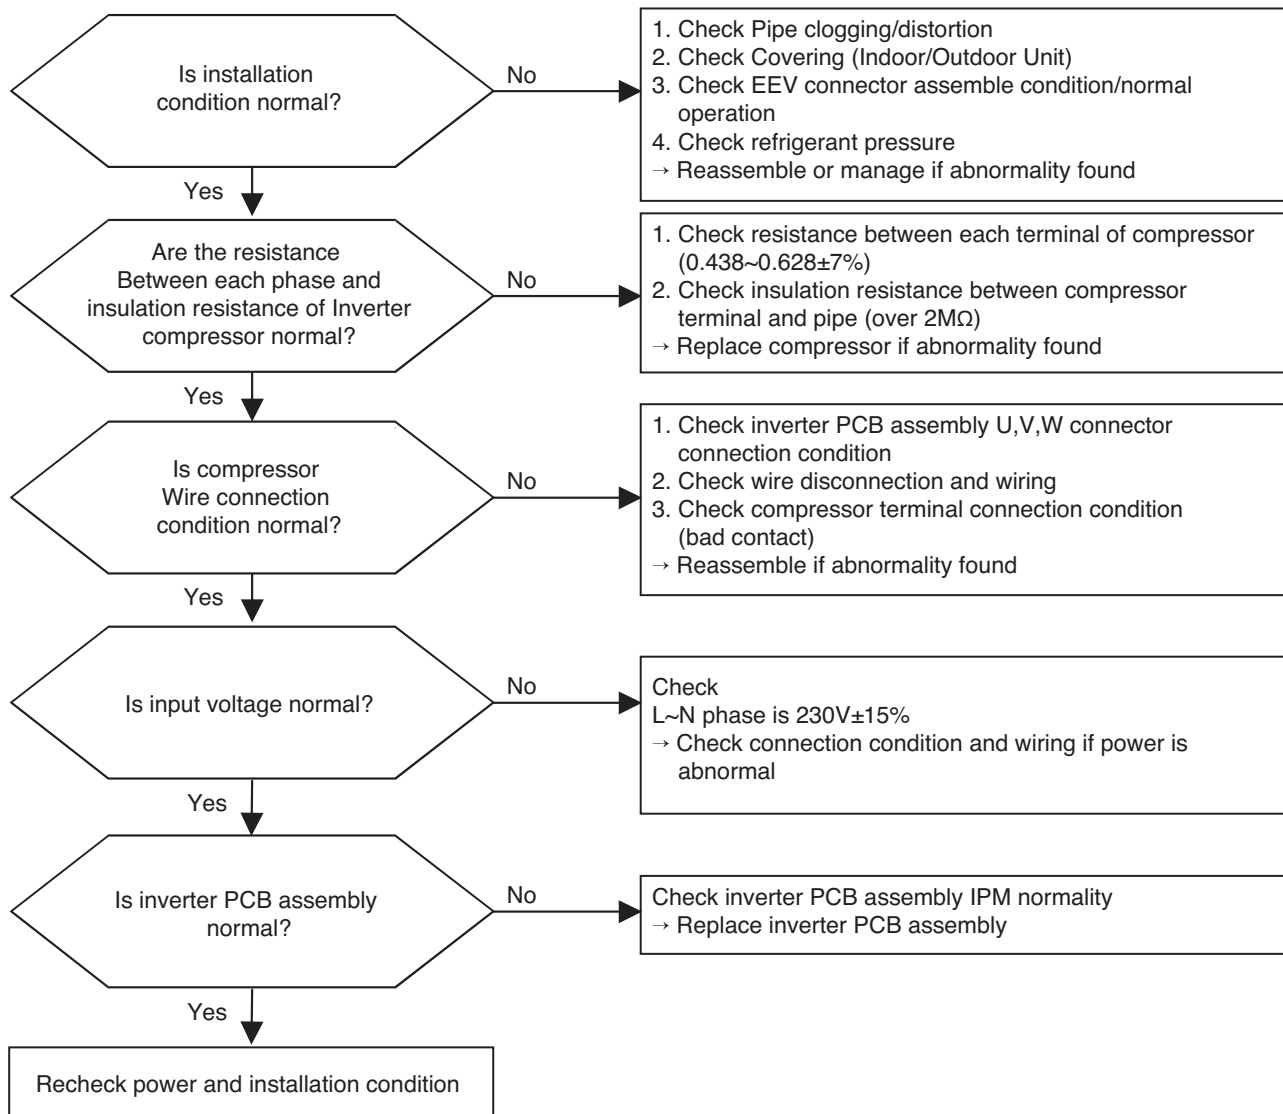 Is installation
condition normal?
No
1. Check Pipe clogging/distortion
2. Check Covering (Indoor/Outdoor Unit)
3. Check EEV connector assemble condition/normal
operation
4. Check refrigerant pressure
→ Reassemble or manage if abnormality found
Yes
Are the resistance
Between each phase and
insulation resistance of Inverter
compressor normal?
No
1. Check resistance between each terminal of compressor
(0.438~0.628±7%)
2. Check insulation resistance between compressor
terminal and pipe (over 2MΩ)
→ Replace compressor if abnormality found
Yes
Is compressor
Wire connection
condition normal?
No
1. Check inverter PCB assembly U,V,W connector
connection condition
2. Check wire disconnection and wiring
3. Check compressor terminal connection condition
(bad contact)
→ Reassemble if abnormality found
Yes
Is input voltage normal?
No
Check
L~N phase is 230V±15%
→ Check connection condition and wiring if power is
abnormal
Yes
Is inverter PCB assembly
normal?
No
Check inverter PCB assembly IPM normality
→ Replace inverter PCB assembly
Yes
Recheck power and installation condition